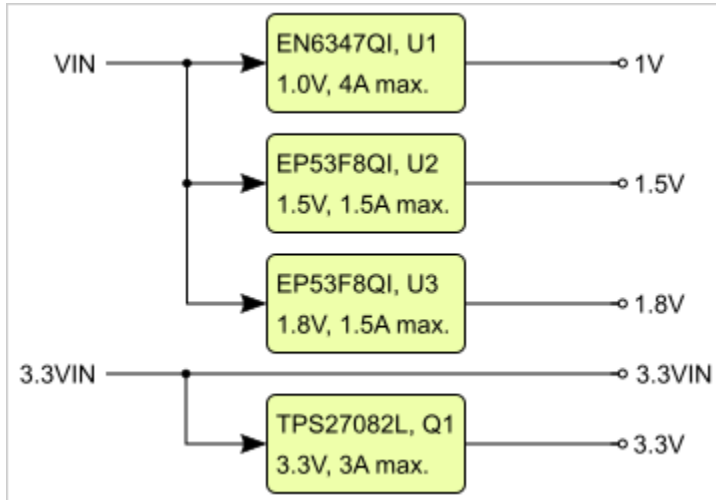 VIN
EN6347QI, U1
1.0V, 4A max.
1V
EP53F8QI, U2
1.5V, 1.5A max.
1.5V
EP53F8QI, U3
1.8V, 1.5A max.
1.8V
3.3VIN
3.3VIN
TPS27082L, Q1
3.3V, 3A max.
3.3V